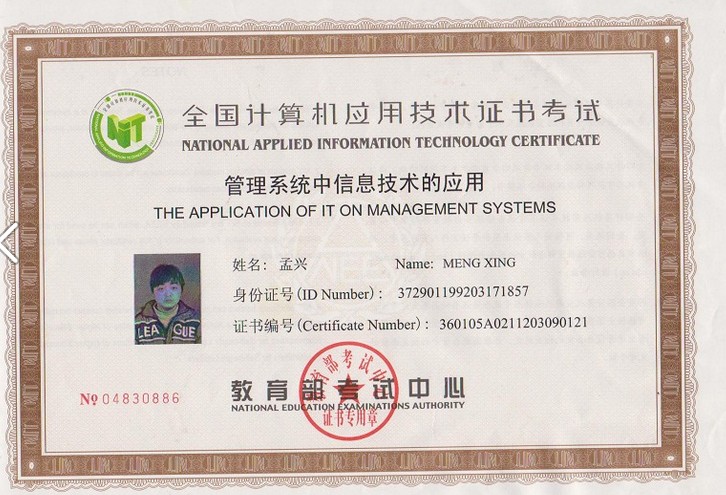 全国计算机应用技术证书考试
NATIONAL APPLIED INFORMATION TECHNOLOGY CERTIFICATE
管理系统中信息技术的应用
THE APPLICATION OF IT ON MANAGEMENT SYSTEMS
姓名：孟兴 Name: MENG XING
身份证号(ID Number)：372901199203171857
证书编号(Certificate Number)：360105A0211203090121
LEAGUE
№04830886
教育部考试中心
NATIONAL EDUCATION EXAMINATIONS AUTHORITY
教育部考试中心
证书专用章
NIT